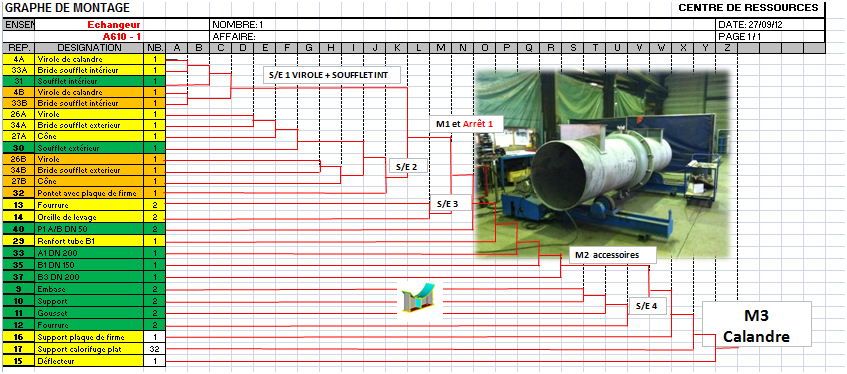 GRAPHE DE MONTAGE CENTRE DE RESSOURCES
ENSEM Echangeur NOMBRE:1 DATE: 27/09/12
A610 - 1 AFFAIRE: PAGE 1/1
REP. DESIGNATION NB. A B C D E F G H I J K L M N O P Q R S T U V W X Y Z
4A Virole de calandre 1
33A Bride soufflet intérieur 1
31 Soufflet intérieur 1
S/E 1 VIROLE + SOUFFLET INT
4B Virole de calandre 1
33B Bride soufflet intérieur 1
26A Virole 1
34A Bride soufflet exterieur 1
M1 et Arrêt 1
27A Cône 1
30 Soufflet extérieur 1
26B Virole 1
34B Bride soufflet exterieur 1
S/E 2
27B Cône 1
32 Pontet avec plaque de firme 1
13 Fourrure 2
S/E 3
14 Oreille de levage 2
40 P1 A/B DN 50 2
29 Renfort tube B1 1
33 A1 DN 200 1
M2 accessoires
35 B1 DN 150 1
37 B3 DN 200 1
9 Embase 2
10 Support 2
S/E 4
11 Gousset 2
12 Fourrure 2
16 Support plaque de firme 1
17 Support calorifuge plat 32
15 Déflecteur 1
M3
Calandre